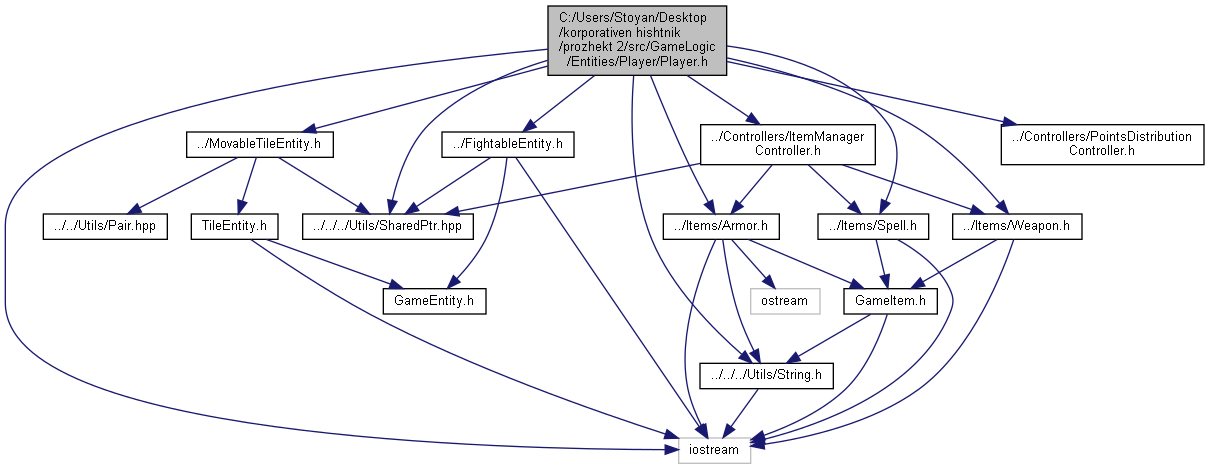 C:/Users/Stoyan/Desktop
/korporativen hishtnik
/prozhekt 2/src/GameLogic
/Entities/Player/Player.h
../MovableTileEntity.h
../FightableEntity.h
../Controllers/ItemManager
Controller.h
../Controllers/PointsDistribution
Controller.h
../../Utils/Pair.hpp
TileEntity.h
../../../Utils/SharedPtr.hpp
../Items/Armor.h
../Items/Spell.h
../Items/Weapon.h
GameEntity.h
ostream
GameItem.h
../../../Utils/String.h
iostream